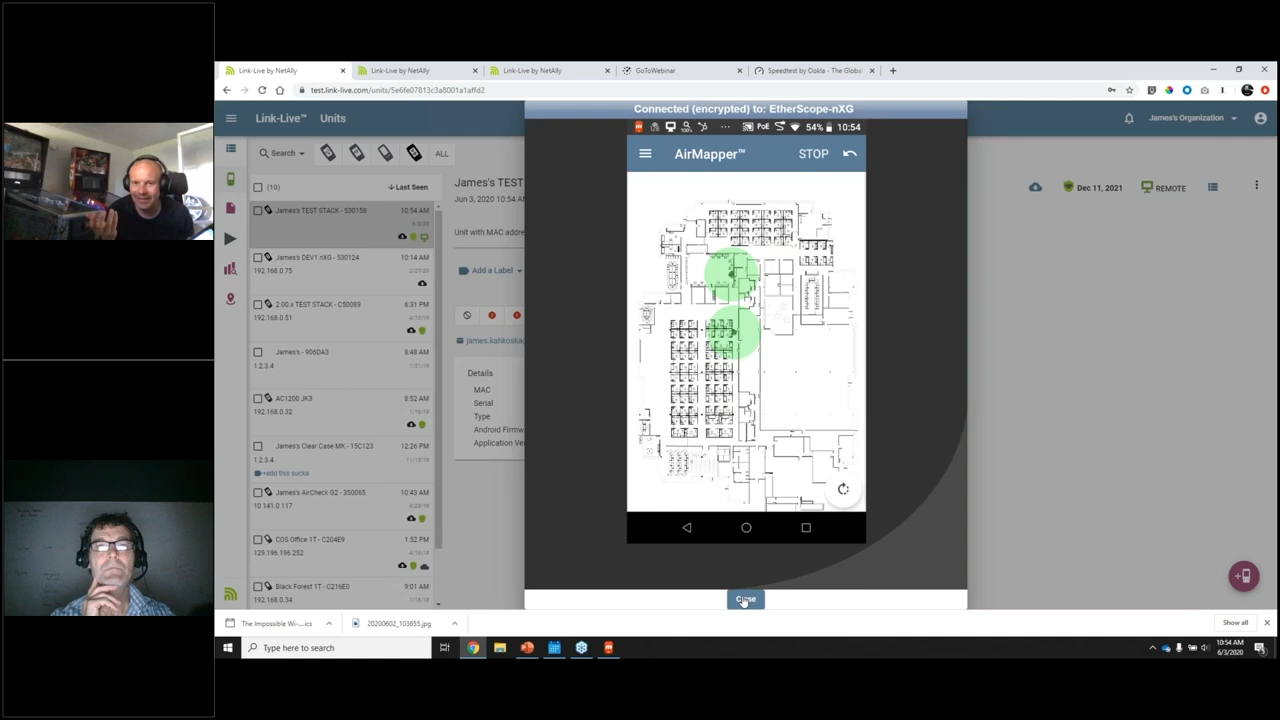 Link-Live by NetAlly
Link-Live by NetAlly
Link-Live by NetAlly
GoToWebinar
Speedtest by Ookla - The Global
test.link-live.com/units/5e6fe07813c3a8001a1affd2
Link-Live™ Units
James's Organization
Connected (encrypted) to: EtherScope-nXG
PoE 54% 10:54
AirMapper™ STOP
Search
ALL
(10)
Last Seen
James's TEST STACK - S30156 10:54 AM
James's DEV1 nXG - S30124 10:14 AM
192.168.0.75
2.00.x TEST STACK - C50089 6:31 PM
192.168.0.51
James's - 906DA3 8:48 AM
1.2.3.4
AC1200 JK3 8:52 AM
192.168.0.32
James's Clear Case MK - 15C123 12:26 PM
1.2.3.4
+add this sucka
James's AirCheck G2 - 350065 10:43 AM
10.141.0.117
COS Office 1T - C204E9 1:52 PM
129.196.196.252
Black Forest 1T - C216E0 9:01 AM
192.168.0.34
James's TEST
Jun 3, 2020 10:54 AM
Unit with MAC addre
Add a Label
james.kahkoska
Details
MAC
Serial
Type
Android Firmw
Application Ve
Dec 11, 2021
REMOTE
Close
The Impossible Wi-....ics
20200602_103655.jpg
Show all
Type here to search
10:54 AM
6/3/2020